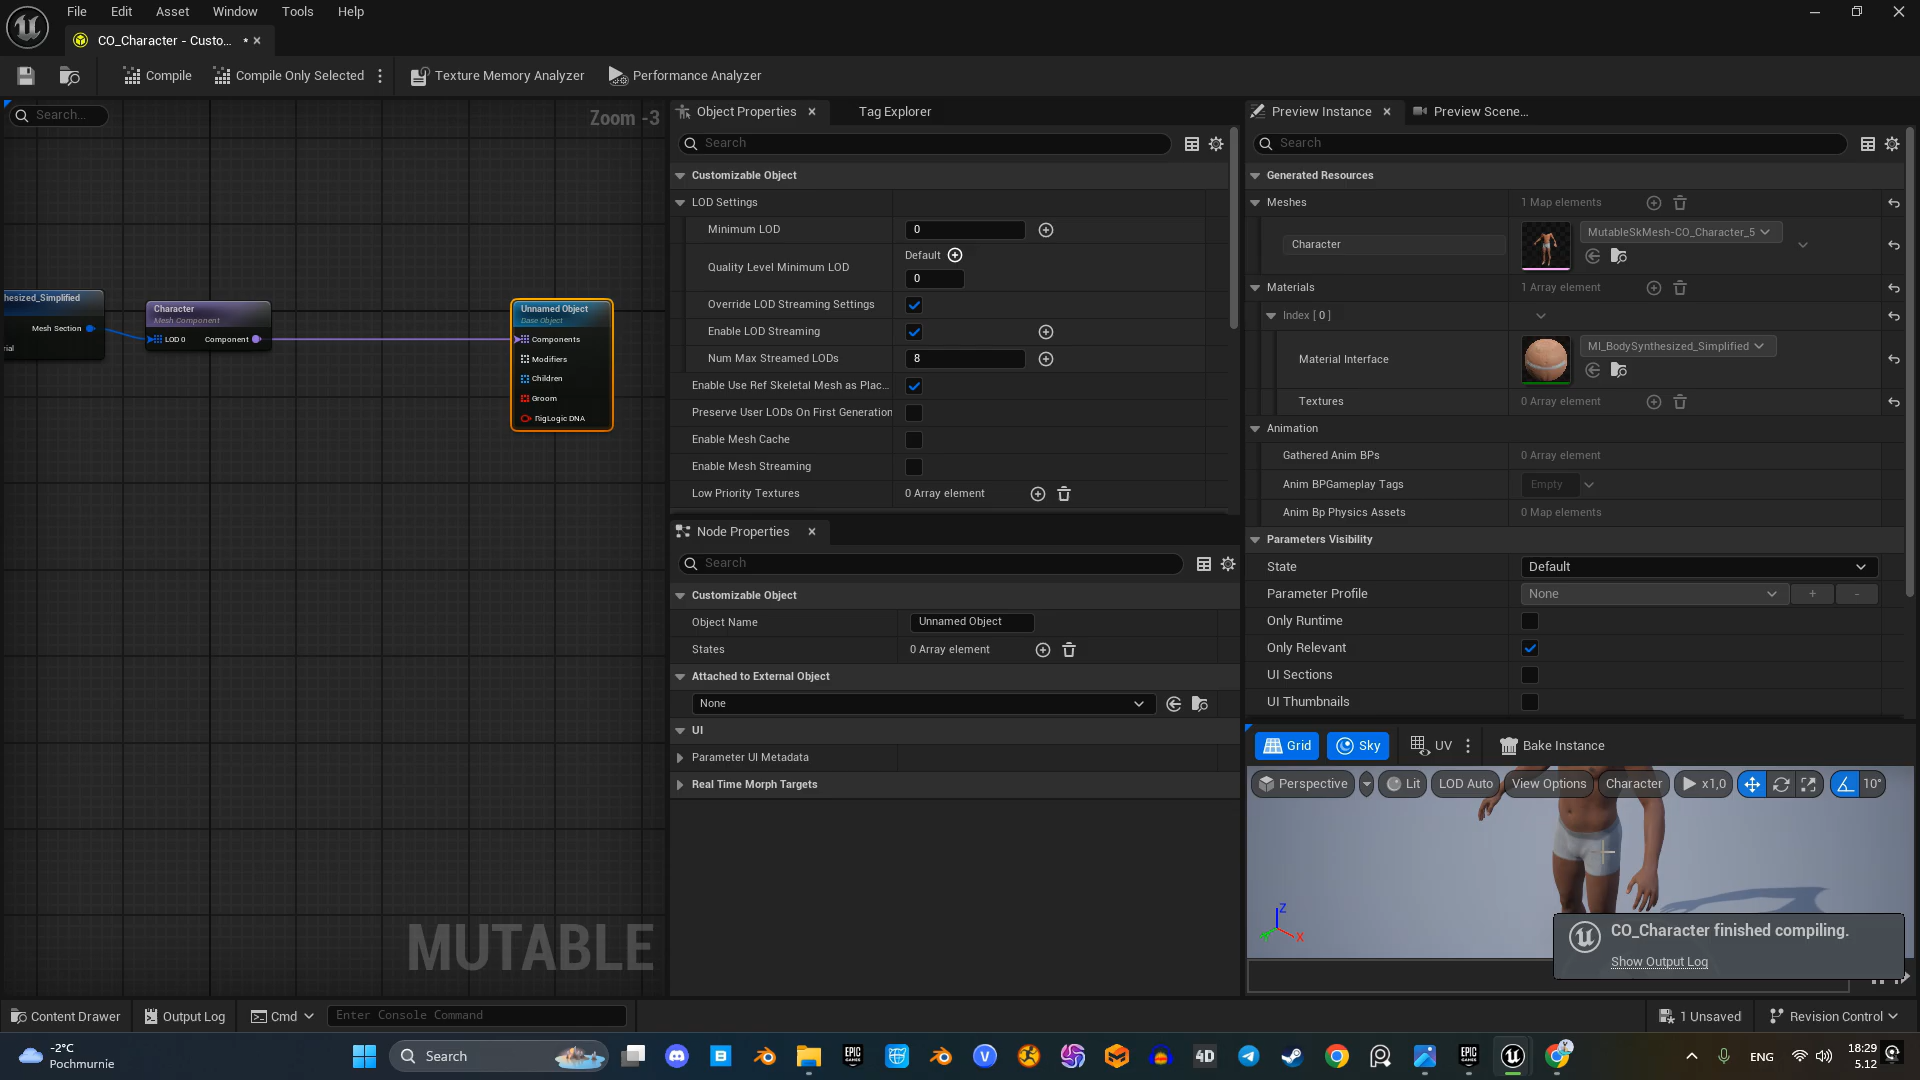 File Edit Asset Window Tools Help
CO_Character - Custo... *
Compile Compile Only Selected Texture Memory Analyzer Performance Analyzer
Search...
Zoom -3
hesized_Simplified
Mesh Section
rial
Character
Mesh Component
LOD 0 Component
Unnamed Object
Base Object
Components
Modifiers
Children
Groom
RigLogic DNA
MUTABLE
Object Properties Tag Explorer
Search
Customizable Object
LOD Settings
Minimum LOD 0
Quality Level Minimum LOD Default
0
Override LOD Streaming Settings
Enable LOD Streaming
Num Max Streamed LODs 8
Enable Use Ref Skeletal Mesh as Plac...
Preserve User LODs On First Generation
Enable Mesh Cache
Enable Mesh Streaming
Low Priority Textures 0 Array element
Node Properties
Search
Customizable Object
Object Name Unnamed Object
States 0 Array element
Attached to External Object
None
UI
Parameter UI Metadata
Real Time Morph Targets
Preview Instance Preview Scene...
Search
Generated Resources
Meshes 1 Map elements
Character MutableSkMesh-CO_Character_5
Materials 1 Array element
Index [ 0 ]
Material Interface MI_BodySynthesized_Simplified
Textures 0 Array element
Animation
Gathered Anim BPs 0 Array element
Anim BPGameplay Tags Empty
Anim Bp Physics Assets 0 Map elements
Parameters Visibility
State Default
Parameter Profile None + -
Only Runtime
Only Relevant
UI Sections
UI Thumbnails
Grid Sky UV Bake Instance
Perspective Lit LOD Auto View Options Character x1,0 10°
Z
X
CO_Character finished compiling.
Show Output Log
Content Drawer Output Log Cmd Enter Console Command 1 Unsaved Revision Control
-2°C
Pochmurnie
Search
EPIC GAMES
4D
EPIC GAMES
ENG
18:29
5.12